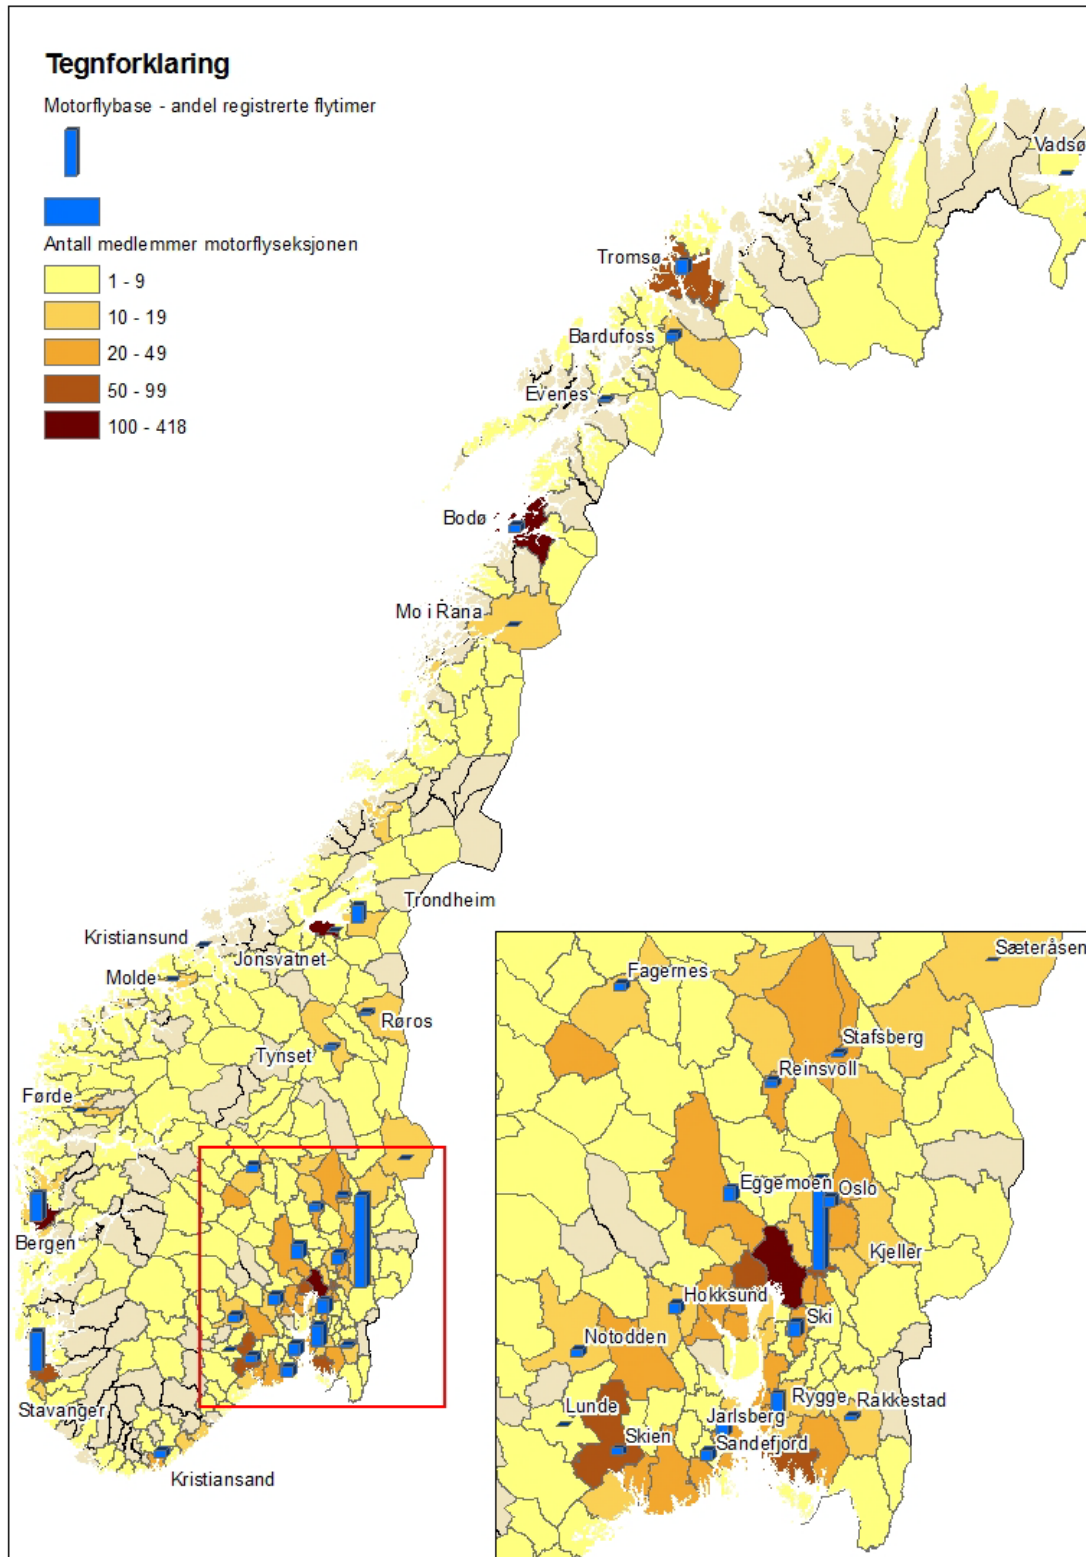 Tegnforklaring
Motorflybase - andel registrerte flytimer
Antall medlemmer motorflyseksjonen
1 - 9
10 - 19
20 - 49
50 - 99
100 - 418
Vadsø
Tromsø
Bardufoss
Evenes
Bodø
Mo i Rana
Trondheim
Kristiansund
Jonsvatnet
Molde
Røros
Tynset
Førde
Bergen
Stavanger
Kristiansand
Sæteråsen
Fagernes
Stafsberg
Reinsvoll
Eggemoen
Oslo
Kjeller
Hokksund
Ski
Notodden
Rygge
Rakkestad
Lunde
Jarlsberg
Skien
Sandefjord